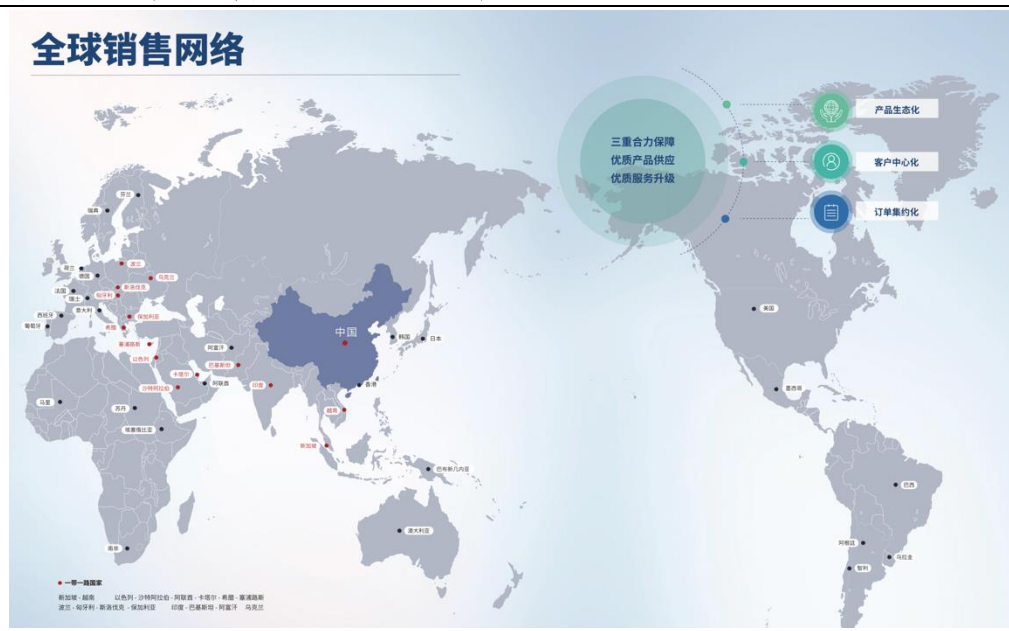 全球销售网络
三重合力保障
优质产品供应
优质服务升级
产品生态化
客户中心化
订单集约化
芬兰
瑞典
荷兰
波兰
德国
乌克兰
法国
斯洛伐克
瑞士
匈牙利
西班牙
意大利
保加利亚
葡萄牙
希腊
塞浦路斯
以色列
阿富汗
巴基斯坦
卡塔尔
沙特阿拉伯
阿联酋
印度
中国
韩国
日本
香港
越南
新加坡
马里
苏丹
埃塞俄比亚
南非
巴布新几内亚
澳大利亚
美国
墨西哥
巴西
阿根廷
乌拉圭
智利
一带一路国家
新加坡 - 越南 以色列 - 沙特阿拉伯 - 阿联酋 - 卡塔尔 - 希腊 - 塞浦路斯
波兰 - 匈牙利 - 斯洛伐克 - 保加利亚 印度 - 巴基斯坦 - 阿富汗 乌克兰